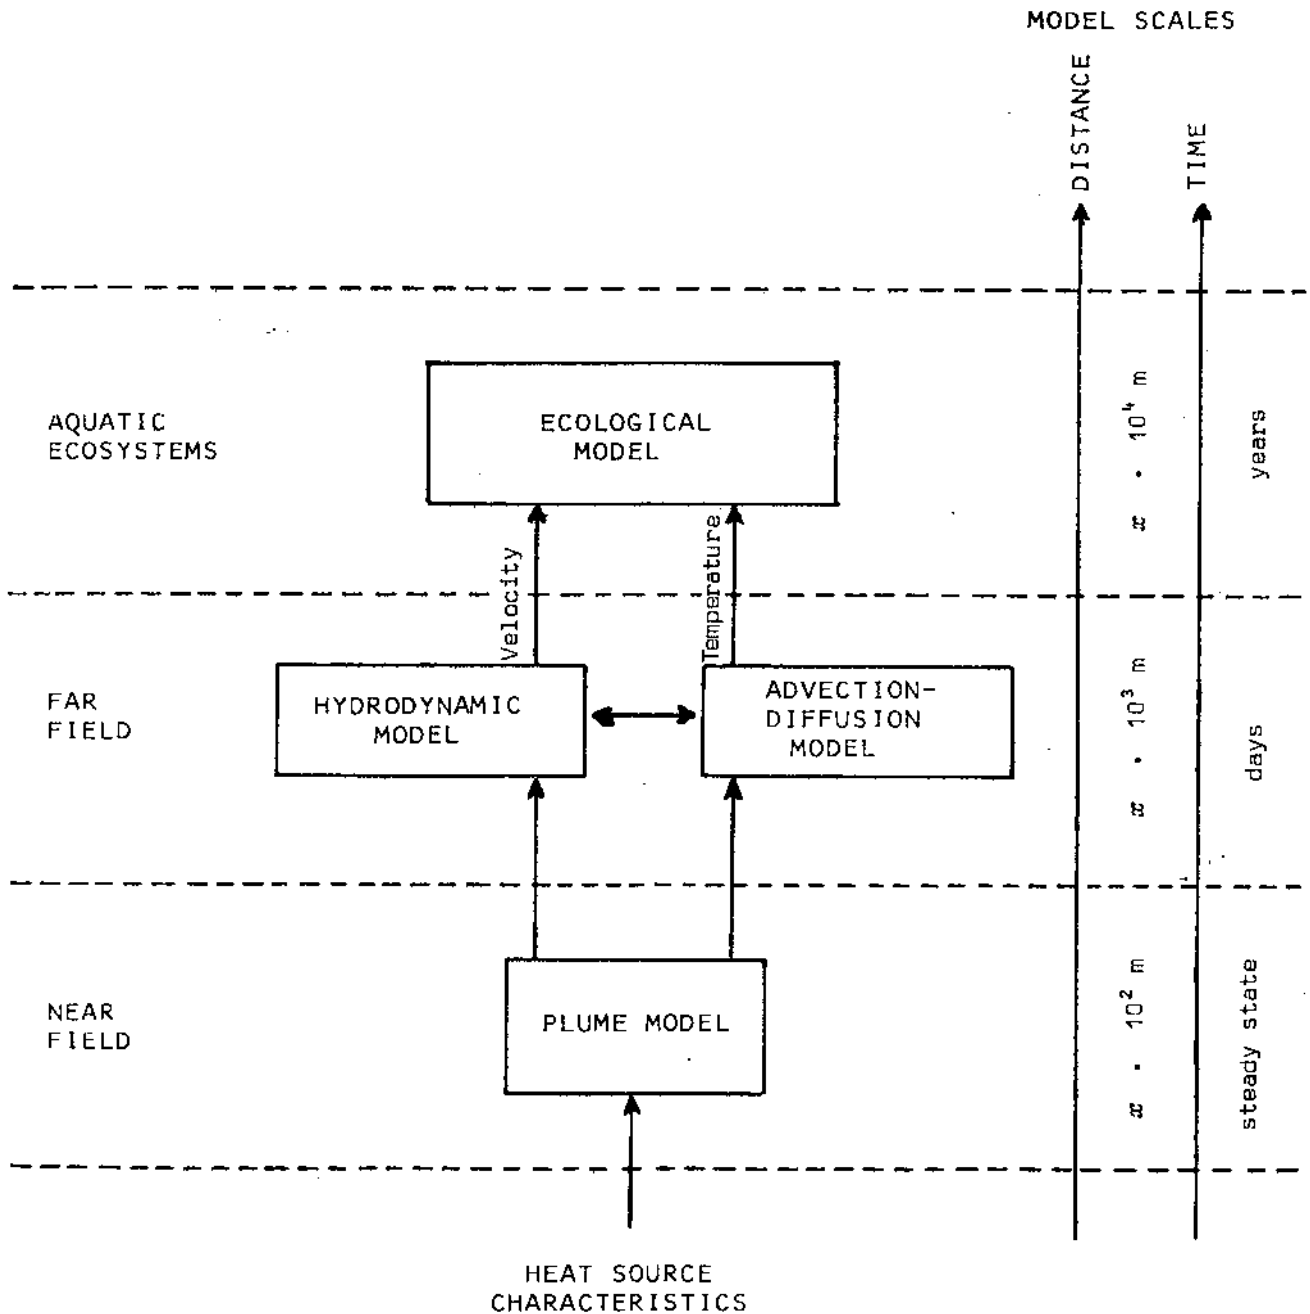 MODEL SCALES
DISTANCE
TIME
AQUATIC
ECOSYSTEMS
ECOLOGICAL
MODEL
x · 10⁴ m
years
Velocity
Temperature
FAR
FIELD
HYDRODYNAMIC
MODEL
ADVECTION-
DIFFUSION
MODEL
x · 10³ m
days
NEAR
FIELD
PLUME MODEL
x · 10² m
steady state
HEAT SOURCE
CHARACTERISTICS